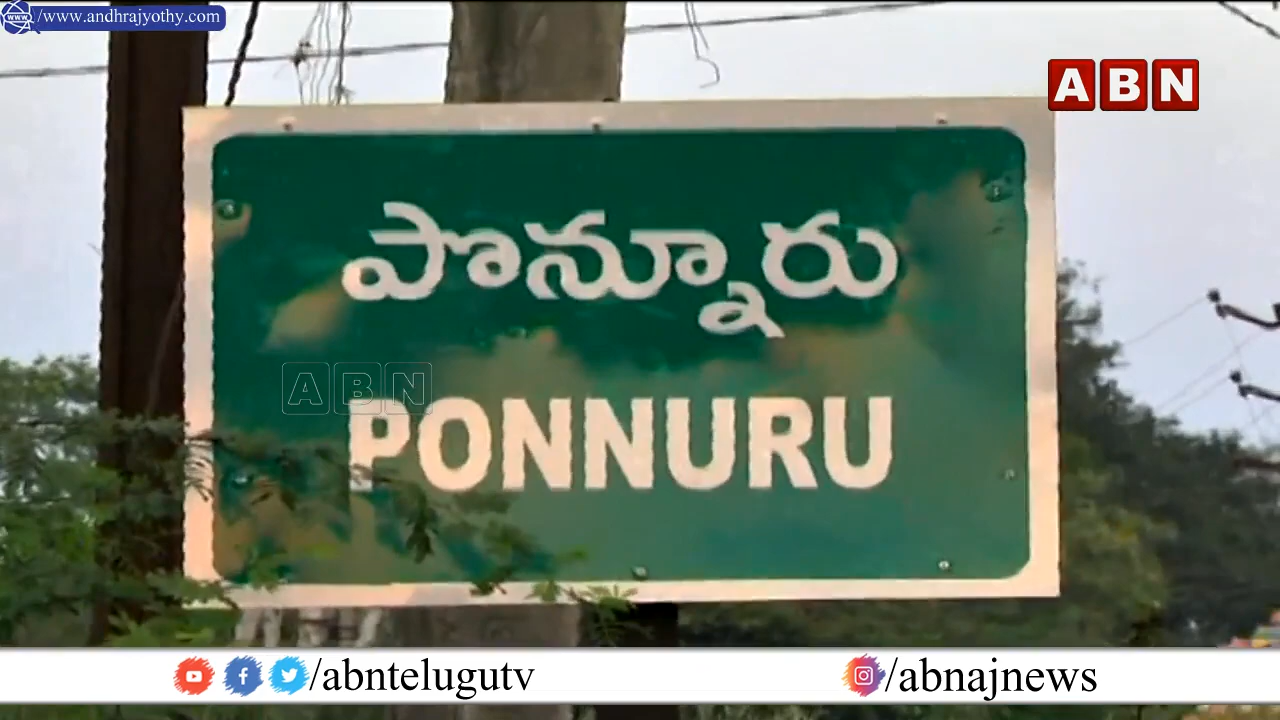 www.andhrajyothy.com
ABN
పొన్నూరు
ABN
PONNURU
/abntelugutv
/abnajnews